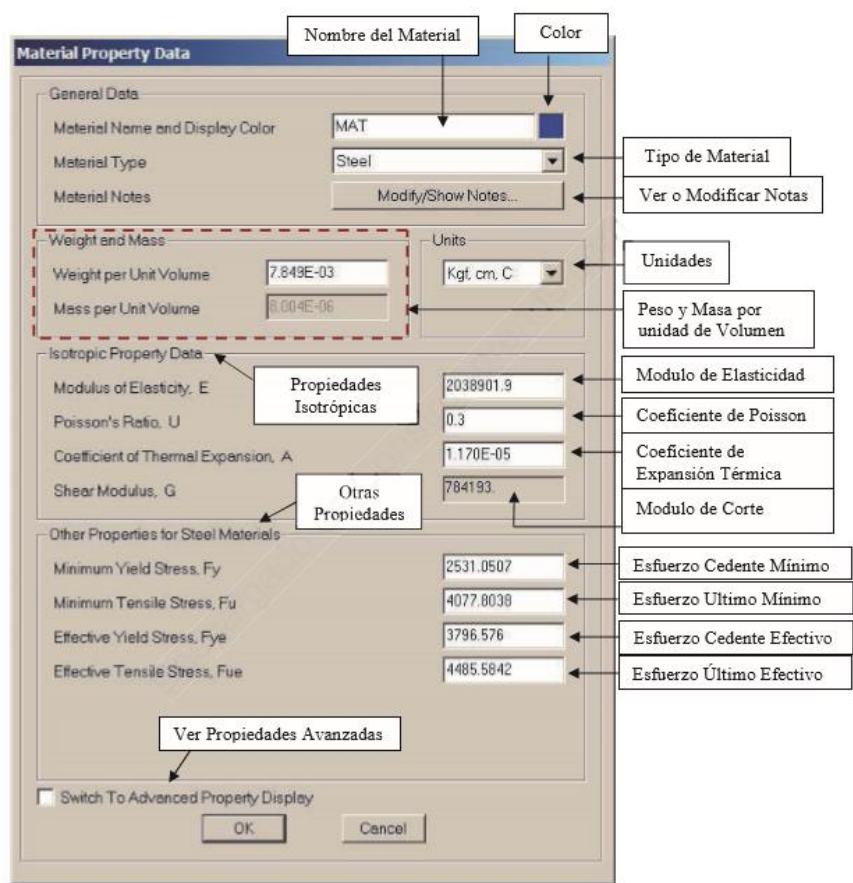 Nombre del Material
Color
Material Property Data
General Data
Material Name and Display Color
MAT
Material Type
Steel
Tipo de Material
Material Notes
Modify/Show Notes...
Ver o Modificar Notas
Weight and Mass
Units
Weight per Unit Volume
7.849E-03
Kgf, cm, C
Unidades
Mass per Unit Volume
8.004E-06
Peso y Masa por
unidad de Volumen
Isotropic Property Data
Modulus of Elasticity, E
Propiedades
Isotrópicas
2038901.9
Modulo de Elasticidad
Poisson's Ratio, U
0.3
Coeficiente de Poisson
Coefficient of Thermal Expansion, A
1.170E-05
Coeficiente de
Expansión Térmica
Shear Modulus, G
Otras
Propiedades
784193.
Modulo de Corte
Other Properties for Steel Materials
Minimum Yield Stress, Fy
2531.0507
Esfuerzo Cedente Mínimo
Minimum Tensile Stress, Fu
4077.8038
Esfuerzo Ultimo Mínimo
Effective Yield Stress, Fye
3796.576
Esfuerzo Cedente Efectivo
Effective Tensile Stress, Fue
4485.5842
Esfuerzo Último Efectivo
Ver Propiedades Avanzadas
Switch To Advanced Property Display
OK
Cancel